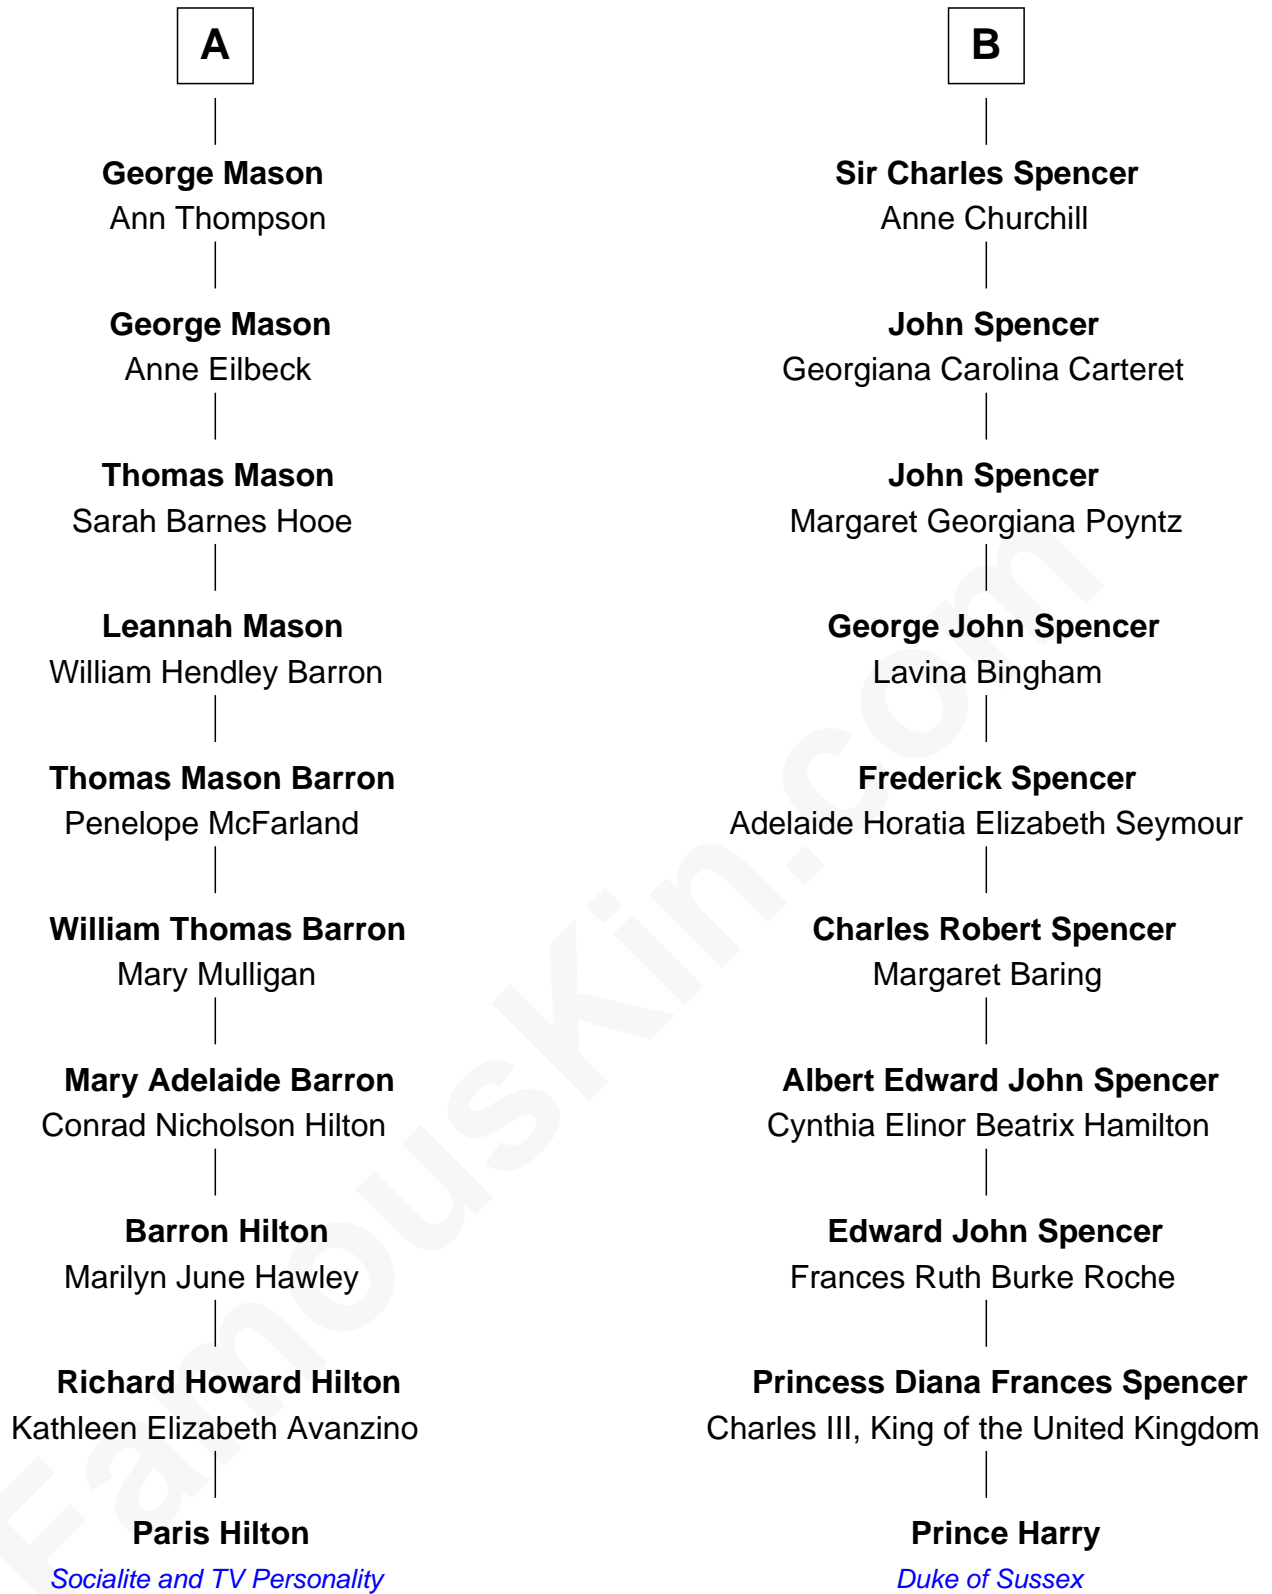 A
George Mason
Ann Thompson
George Mason
Anne Eilbeck
Thomas Mason
Sarah Barnes Hooe
Leannah Mason
William Hendley Barron
Thomas Mason Barron
Penelope McFarland
William Thomas Barron
Mary Mulligan
Mary Adelaide Barron
Conrad Nicholson Hilton
Barron Hilton
Marilyn June Hawley
Richard Howard Hilton
Kathleen Elizabeth Avanzino
Paris Hilton
Socialite and TV Personality
B
Sir Charles Spencer
Anne Churchill
John Spencer
Georgiana Carolina Carteret
John Spencer
Margaret Georgiana Poyntz
George John Spencer
Lavina Bingham
Frederick Spencer
Adelaide Horatia Elizabeth Seymour
Charles Robert Spencer
Margaret Baring
Albert Edward John Spencer
Cynthia Elinor Beatrix Hamilton
Edward John Spencer
Frances Ruth Burke Roche
Princess Diana Frances Spencer
Charles III, King of the United Kingdom
Prince Harry
Duke of Sussex
FamousKin.com